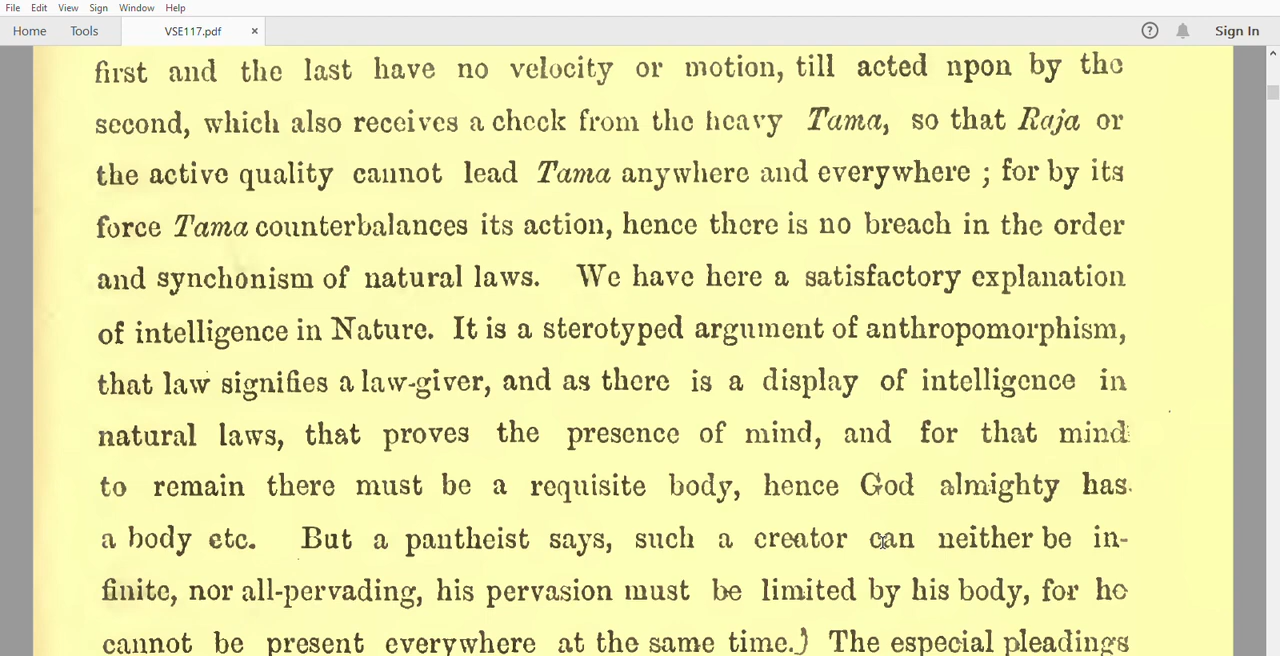 File Edit View Sign Window Help
Home Tools VSE117.pdf × ? Sign In
first and the last have no velocity or motion, till acted npon by the
second, which also receives a check from the heavy Tama, so that Raja or
the active quality cannot lead Tama anywhere and everywhere ; for by its
force Tama counterbalances its action, hence there is no breach in the order
and synchonism of natural laws. We have here a satisfactory explanation
of intelligence in Nature. It is a sterotyped argument of anthropomorphism,
that law signifies a law-giver, and as there is a display of intelligence in
natural laws, that proves the presence of mind, and for that mind
to remain there must be a requisite body, hence God almighty has
a body etc. But a pantheist says, such a creator can neither be in-
finite, nor all-pervading, his pervasion must be limited by his body, for he
cannot be present everywhere at the same time.) The especial pleadings